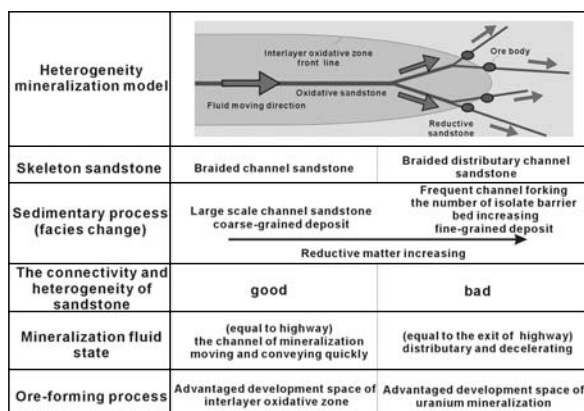 Heterogeneity
mineralization model
Interlayer oxidative zone
front line
Ore body
Oxidative sandstone
Fluid moving direction
Reductive
sandstone
Skeleton sandstone
Braided channel sandstone
Braided distributary channel
sandstone
Sedimentary process
(facies change)
Large scale channel sandstone
coarse-grained deposit
Frequent channel forking
the number of isolate barrier
bed increasing
fine-grained deposit
Reductive matter increasing
The connectivity and
heterogeneity of
sandstone
good
bad
Mineralization fluid
state
(equal to highway)
the channel of mineralization
moving and conveying quickly
(equal to the exit of highway)
distributary and decelerating
Ore-forming process
Advantaged development space of
interlayer oxidative zone
Advantaged development space of
uranium mineralization